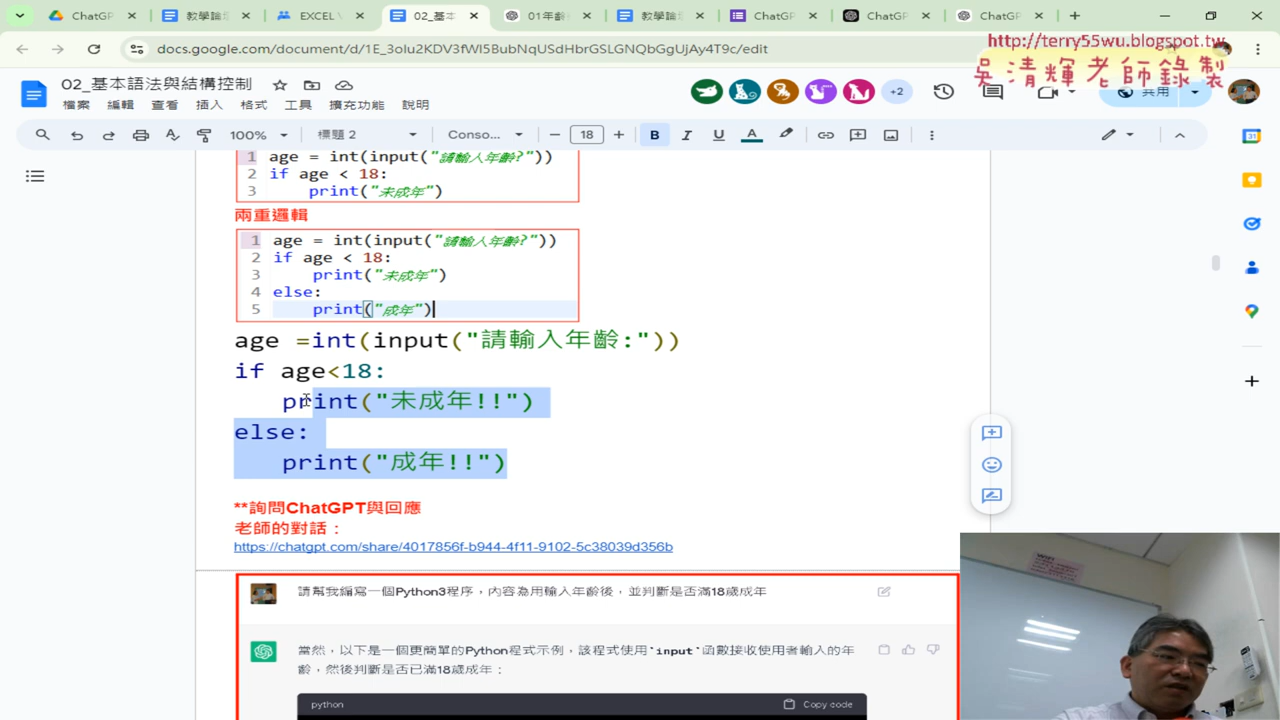 ChatGP
教學論壇
EXCEL V
02_基本
01年齡
教學論壇
ChatGP
ChatGP
ChatGP
docs.google.com/document/d/1E_3oIu2KDV3fWI5BubNqUSdHbrGSLGNQbGgUjAy4T9c/edit
http://terry55wu.blogspot.tw
吳清輝老師錄製
02_基本語法與結構控制
檔案 編輯 查看 插入 格式 工具 擴充功能 說明
+2
共用
100% 標題 2 Conso... 18 B I U A
1 age = int(input("請輸入年齡?"))
2 if age < 18:
3 print("未成年")
兩重邏輯
1 age = int(input("請輸入年齡?"))
2 if age < 18:
3 print("未成年")
4 else:
5 print("成年")
age =int(input("請輸入年齡:"))
if age<18:
print("未成年!!")
else:
print("成年!!")
**詢問ChatGPT與回應
老師的對話：
https://chatgpt.com/share/4017856f-b944-4f11-9102-5c38039d356b
請幫我編寫一個Python3程序，內容為用輸入年齡後，並判斷是否滿18歲成年
當然，以下是一個更簡單的Python程式示例，該程式使用`input`函數接收使用者輸入的年
齡，然後判斷是否已滿18歲成年：
python Copy code